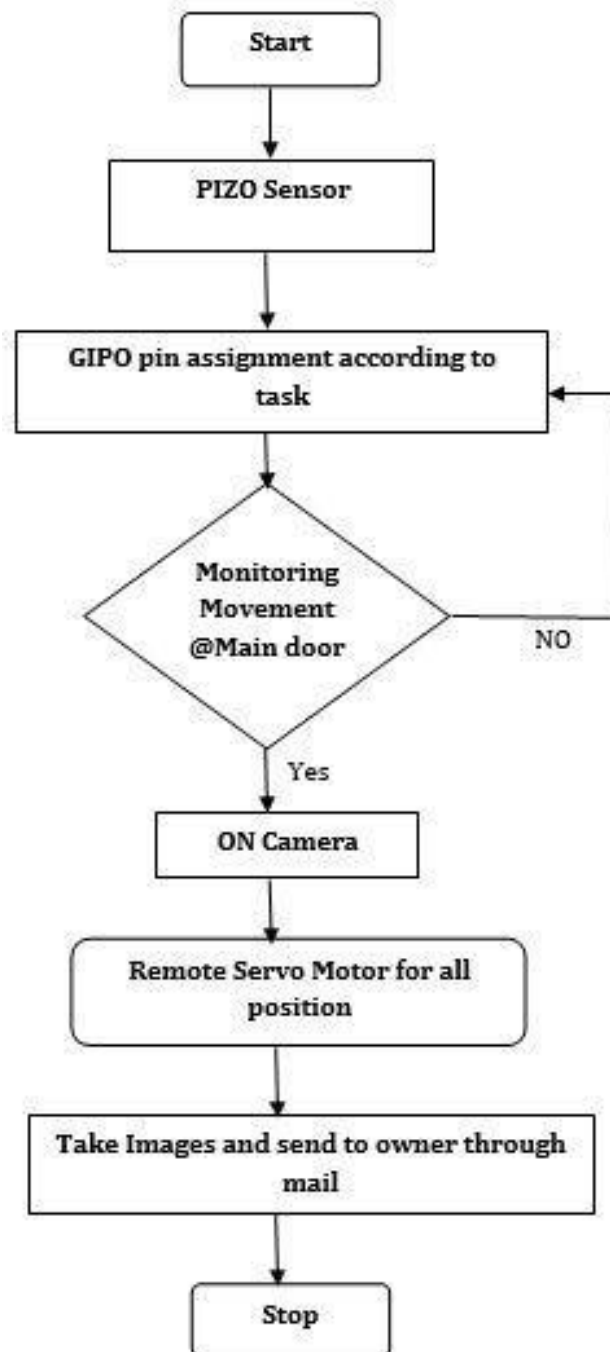 Start
PIZO Sensor
GIPO pin assignment according to
task
Monitoring
Movement
@Main door
NO
Yes
ON Camera
Remote Servo Motor for all
position
Take Images and send to owner through
mail
Stop